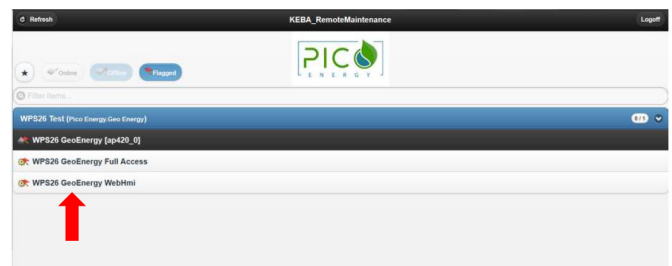 Refresh
KEBA_RemoteMaintenance
Logoff
PICO
ENERGY
Online
Offline
Flagged
Filter items...
WPS26 Test (Pico Energy.Geo Energy)
0/1
WPS26 GeoEnergy [ap420_0]
WPS26 GeoEnergy Full Access
WPS26 GeoEnergy WebHmi